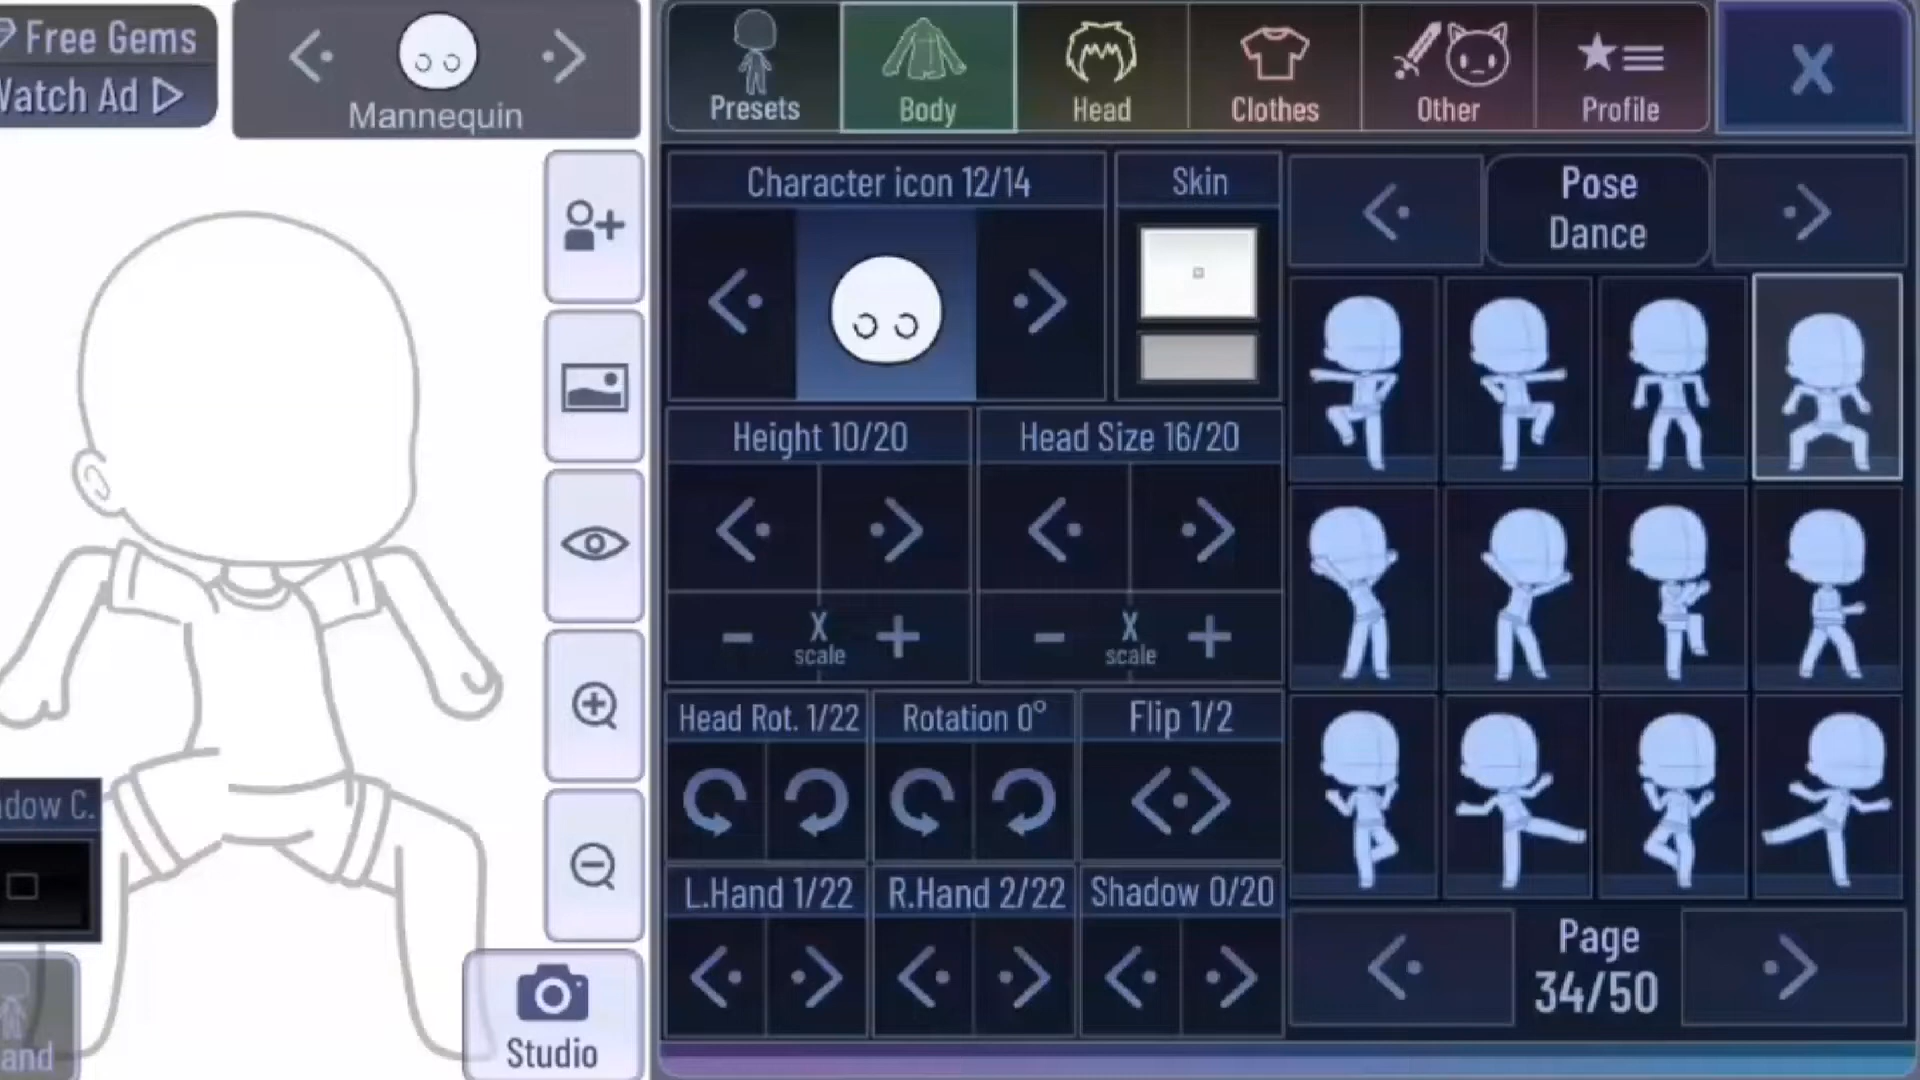 Free Gems
Watch Ad
Mannequin
Presets
Body
Head
Clothes
Other
Profile
X
Character icon 12/14
Skin
Pose
Dance
Height 10/20
Head Size 16/20
X
scale
X
scale
Head Rot. 1/22
Rotation 0°
Flip 1/2
L.Hand 1/22
R.Hand 2/22
Shadow 0/20
Page
34/50
dow C.
and
Studio